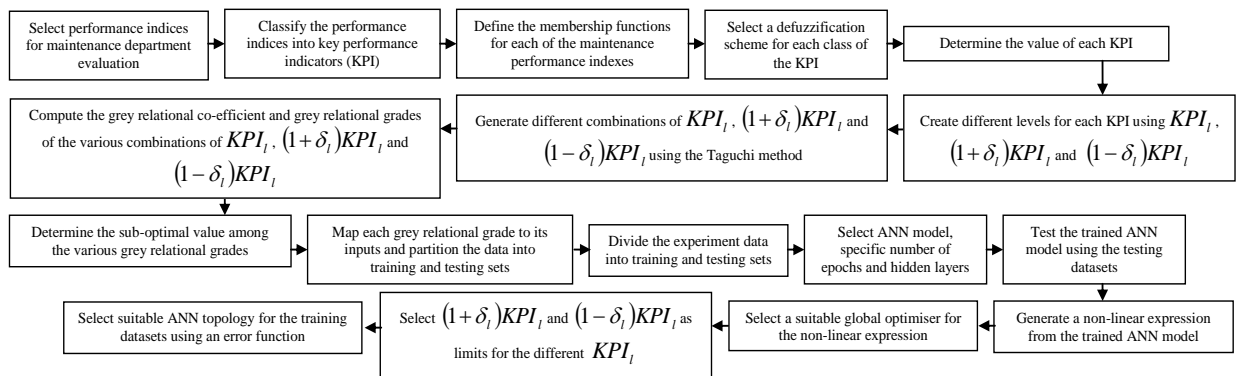 Select performance indices
for maintenance department
evaluation
Classify the performance
indices into key performance
indicators (KPI)
Define the membership functions
for each of the maintenance
performance indexes
Select a defuzzification
scheme for each class of
the KPI
Determine the value of each KPI
Create different levels for each KPI using KPI_l ,
(1+δ_l)KPI_l and (1−δ_l)KPI_l
Generate different combinations of KPI_l , (1+δ_l)KPI_l and
(1−δ_l)KPI_l using the Taguchi method
Compute the grey relational co-efficient and grey relational grades
of the various combinations of KPI_l , (1+δ_l)KPI_l and
(1−δ_l)KPI_l
Determine the sub-optimal value among
the various grey relational grades
Map each grey relational grade to its
inputs and partition the data into
training and testing sets
Divide the experiment data
into training and testing sets
Select ANN model,
specific number of
epochs and hidden layers
Test the trained ANN
model using the testing
datasets
Generate a non-linear expression
from the trained ANN model
Select a suitable global optimiser for
the non-linear expression
Select (1+δ_l)KPI_l and (1−δ_l)KPI_l as
limits for the different KPI_l
Select suitable ANN topology for the training
datasets using an error function